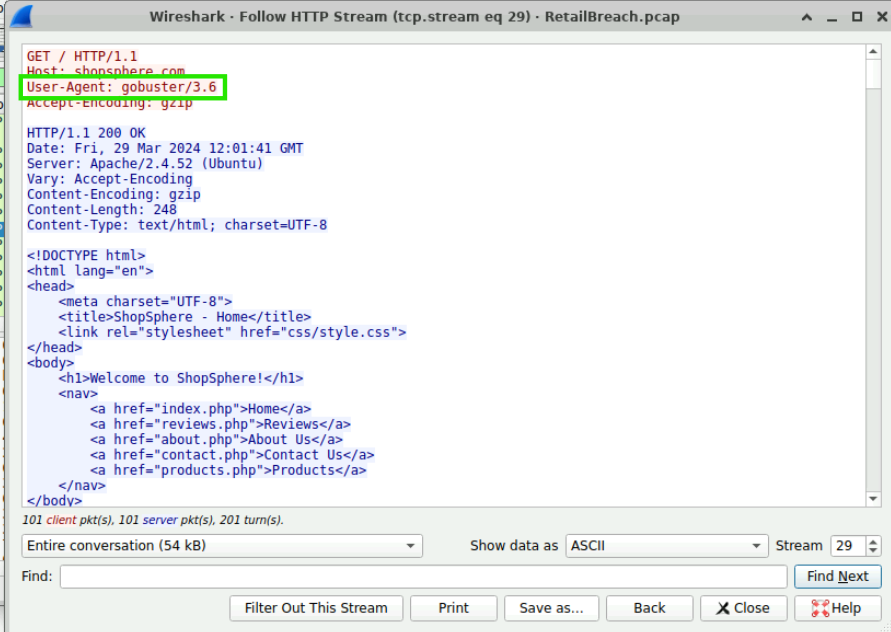 Wireshark · Follow HTTP Stream (tcp.stream eq 29) · RetailBreach.pcap
GET / HTTP/1.1
Host: shopsphere.com
User-Agent: gobuster/3.6
Accept-Encoding: gzip
HTTP/1.1 200 OK
Date: Fri, 29 Mar 2024 12:01:41 GMT
Server: Apache/2.4.52 (Ubuntu)
Vary: Accept-Encoding
Content-Encoding: gzip
Content-Length: 248
Content-Type: text/html; charset=UTF-8
<!DOCTYPE html>
<html lang="en">
<head>
    <meta charset="UTF-8">
    <title>ShopSphere - Home</title>
    <link rel="stylesheet" href="css/style.css">
</head>
<body>
    <h1>Welcome to ShopSphere!</h1>
    <nav>
        <a href="index.php">Home</a>
        <a href="reviews.php">Reviews</a>
        <a href="about.php">About Us</a>
        <a href="contact.php">Contact Us</a>
        <a href="products.php">Products</a>
    </nav>
</body>
101 client pkt(s), 101 server pkt(s), 201 turn(s).
Entire conversation (54 kB) Show data as ASCII Stream 29
Find: Find Next
Filter Out This Stream Print Save as... Back Close Help